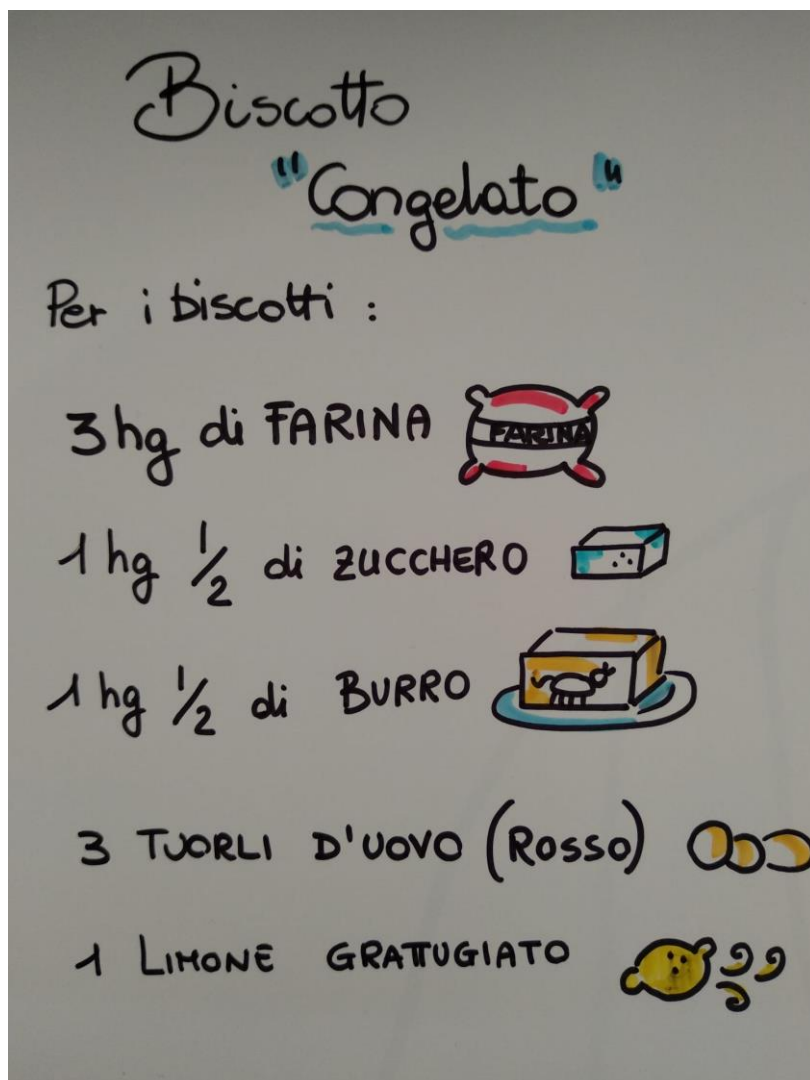 Biscotto
"Congelato"
Per i biscotti :
3 hg di FARINA FARINA
1 hg 1/2 di ZUCCHERO
1 hg 1/2 di BURRO
3 TUORLI D'UOVO (ROSSO)
1 LIMONE GRATTUGIATO